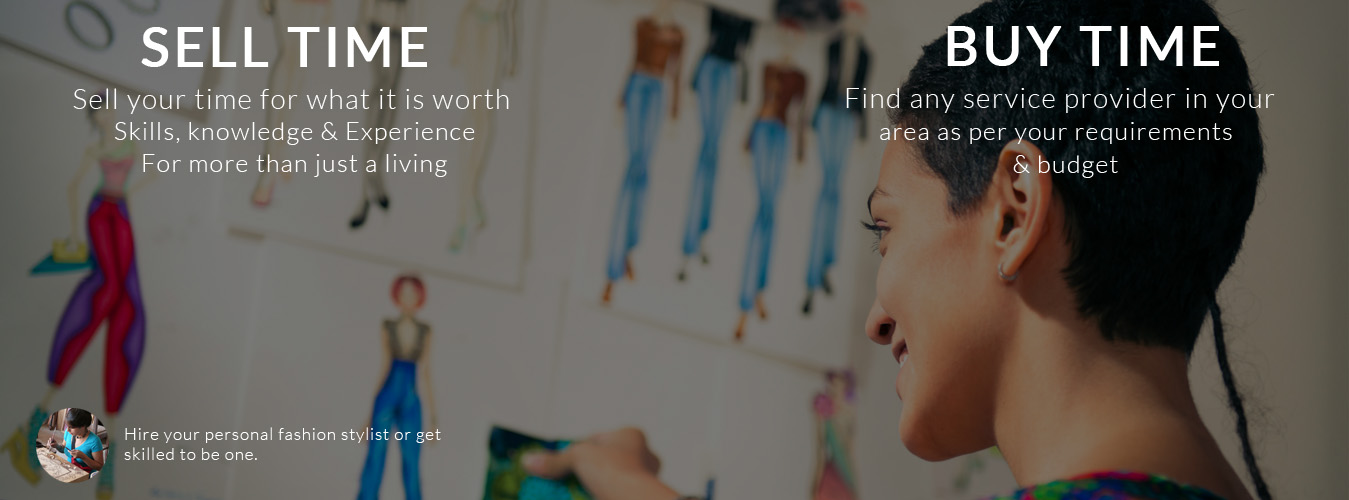 SELL TIME
Sell your time for what it is worth
Skills, knowledge & Experience
For more than just a living
BUY TIME
Find any service provider in your
area as per your requirements
& budget
Hire your personal fashion stylist or get
skilled to be one.